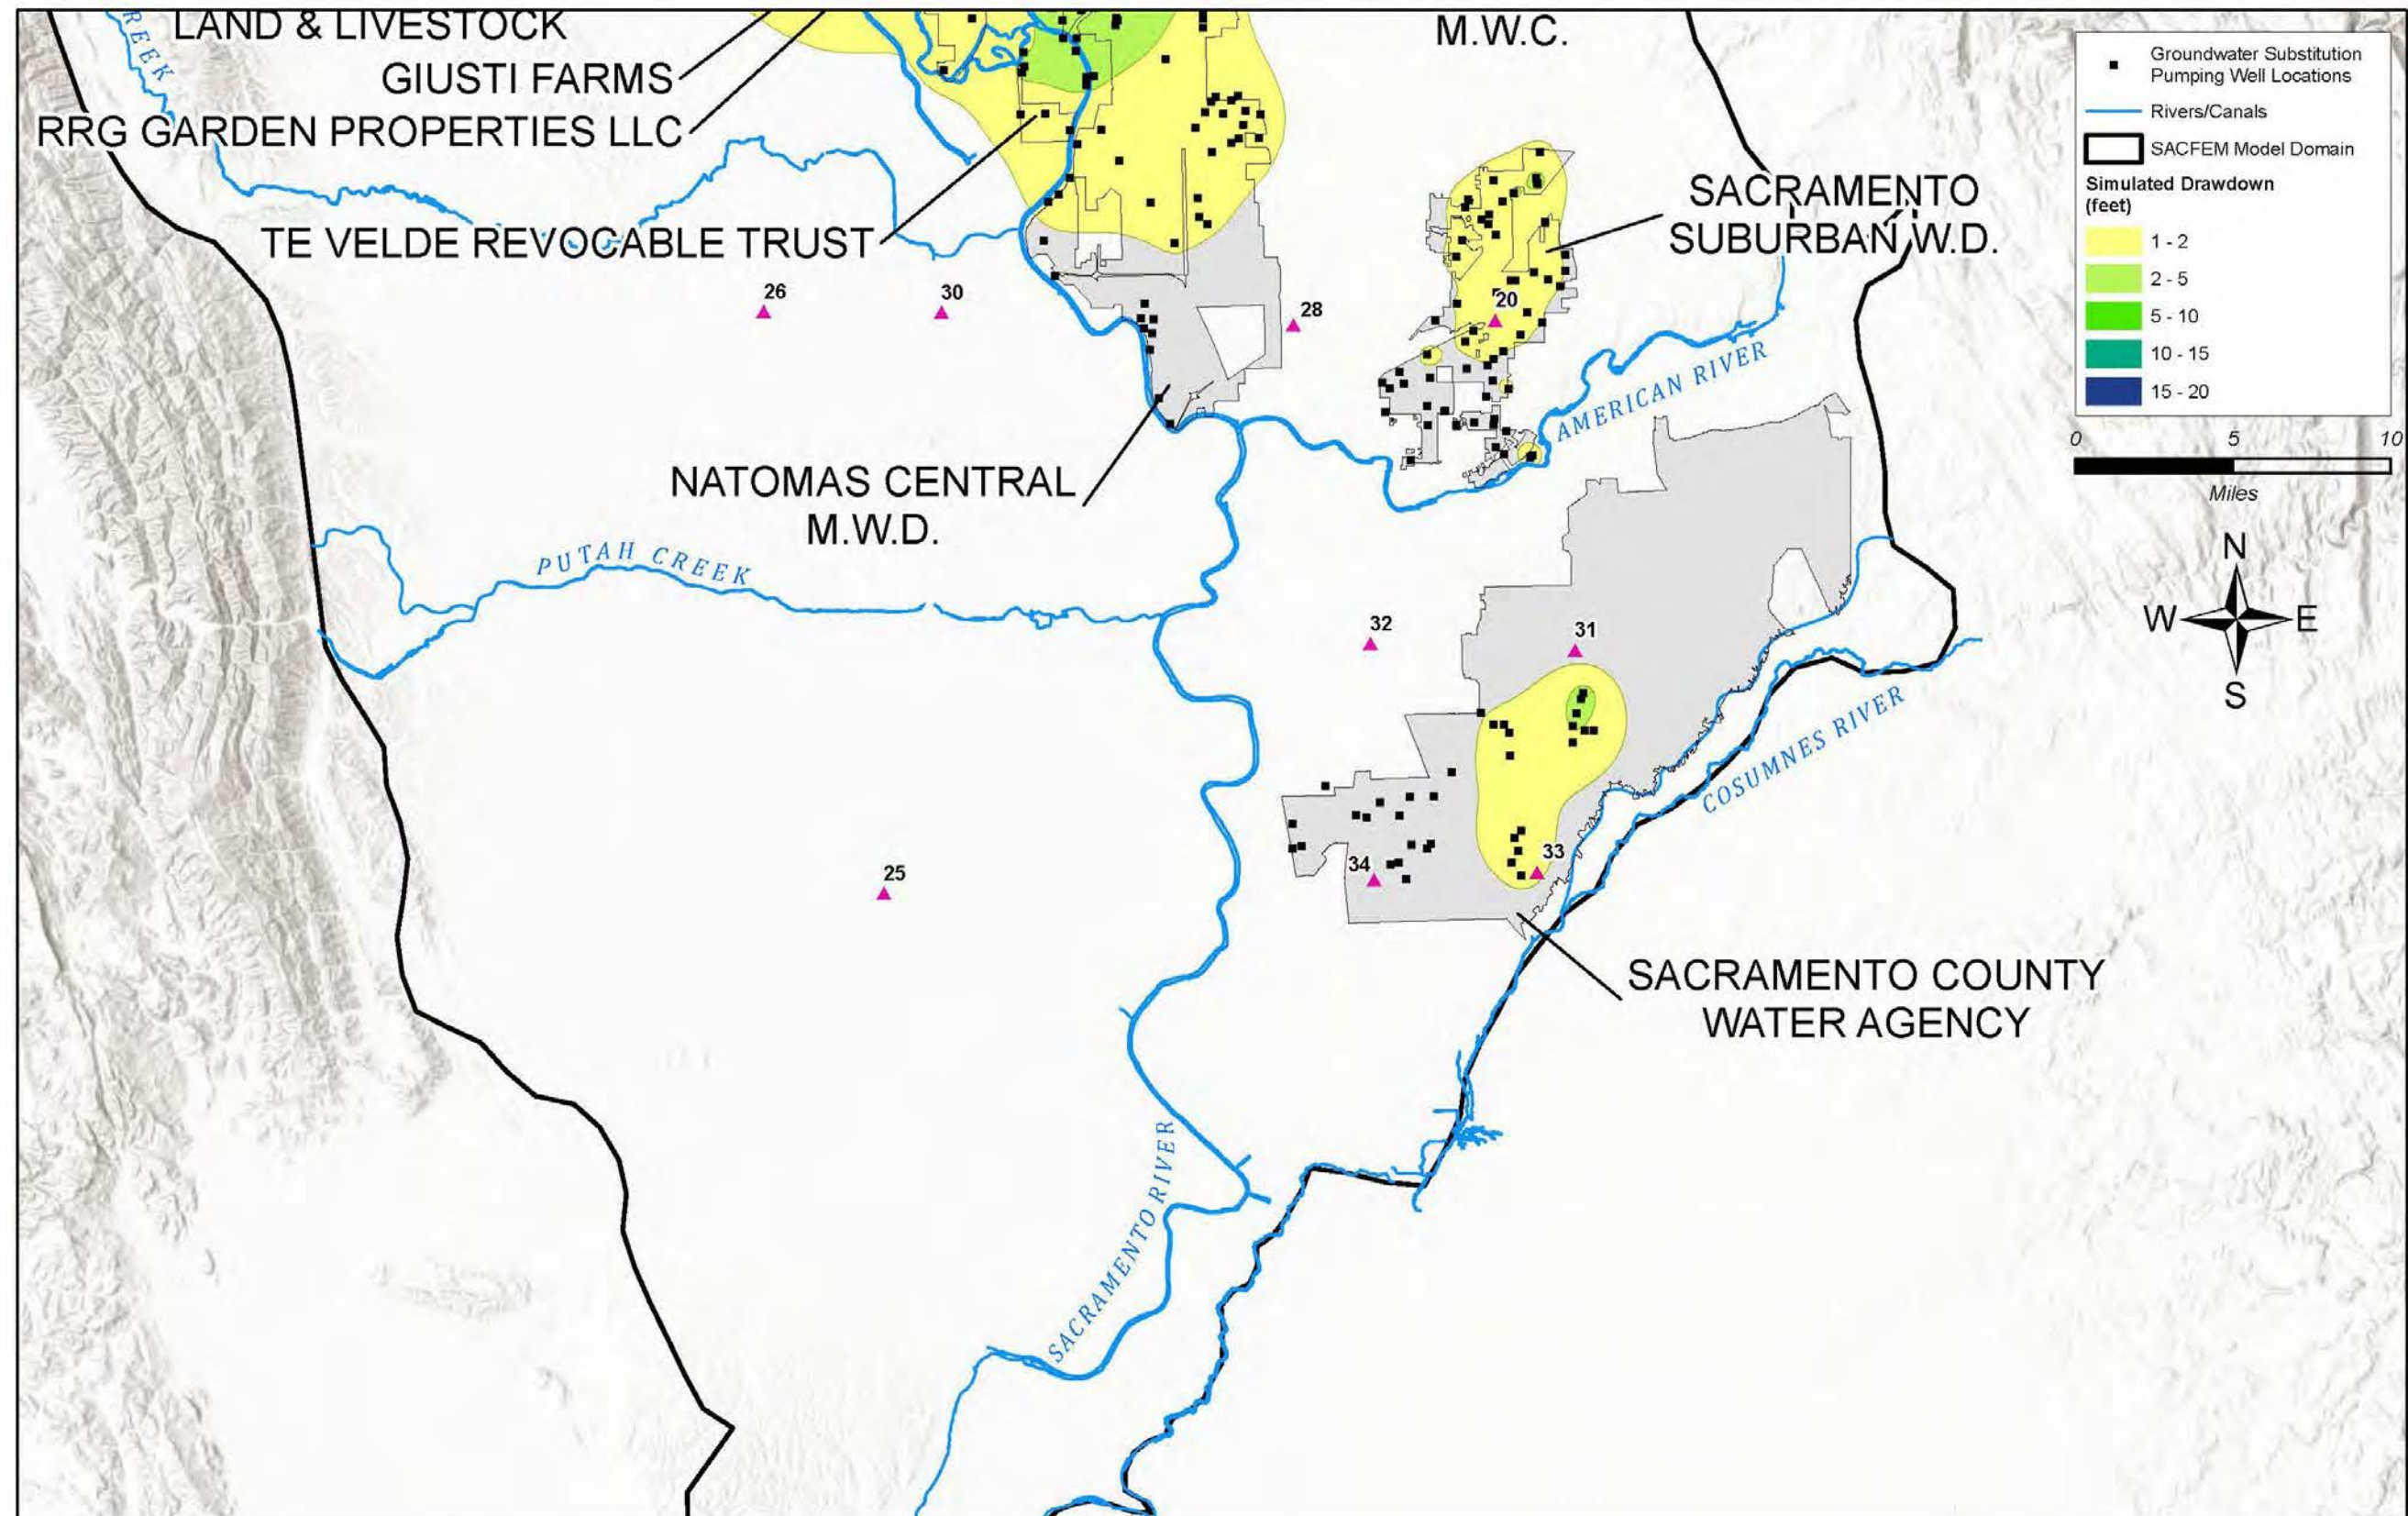 LAND & LIVESTOCK
GIUSTI FARMS
RRG GARDEN PROPERTIES LLC
TE VELDE REVOCABLE TRUST
M.W.C.
SACRAMENTO
SUBURBAN W.D.
26
30
28
20
AMERICAN RIVER
NATOMAS CENTRAL
M.W.D.
PUTAH CREEK
32
31
COSUMNES RIVER
25
34
33
SACRAMENTO COUNTY
WATER AGENCY
SACRAMENTO RIVER
Groundwater Substitution
Pumping Well Locations
Rivers/Canals
SACFEM Model Domain
Simulated Drawdown
(feet)
1 - 2
2 - 5
5 - 10
10 - 15
15 - 20
0 5 10
Miles
N
W E
S